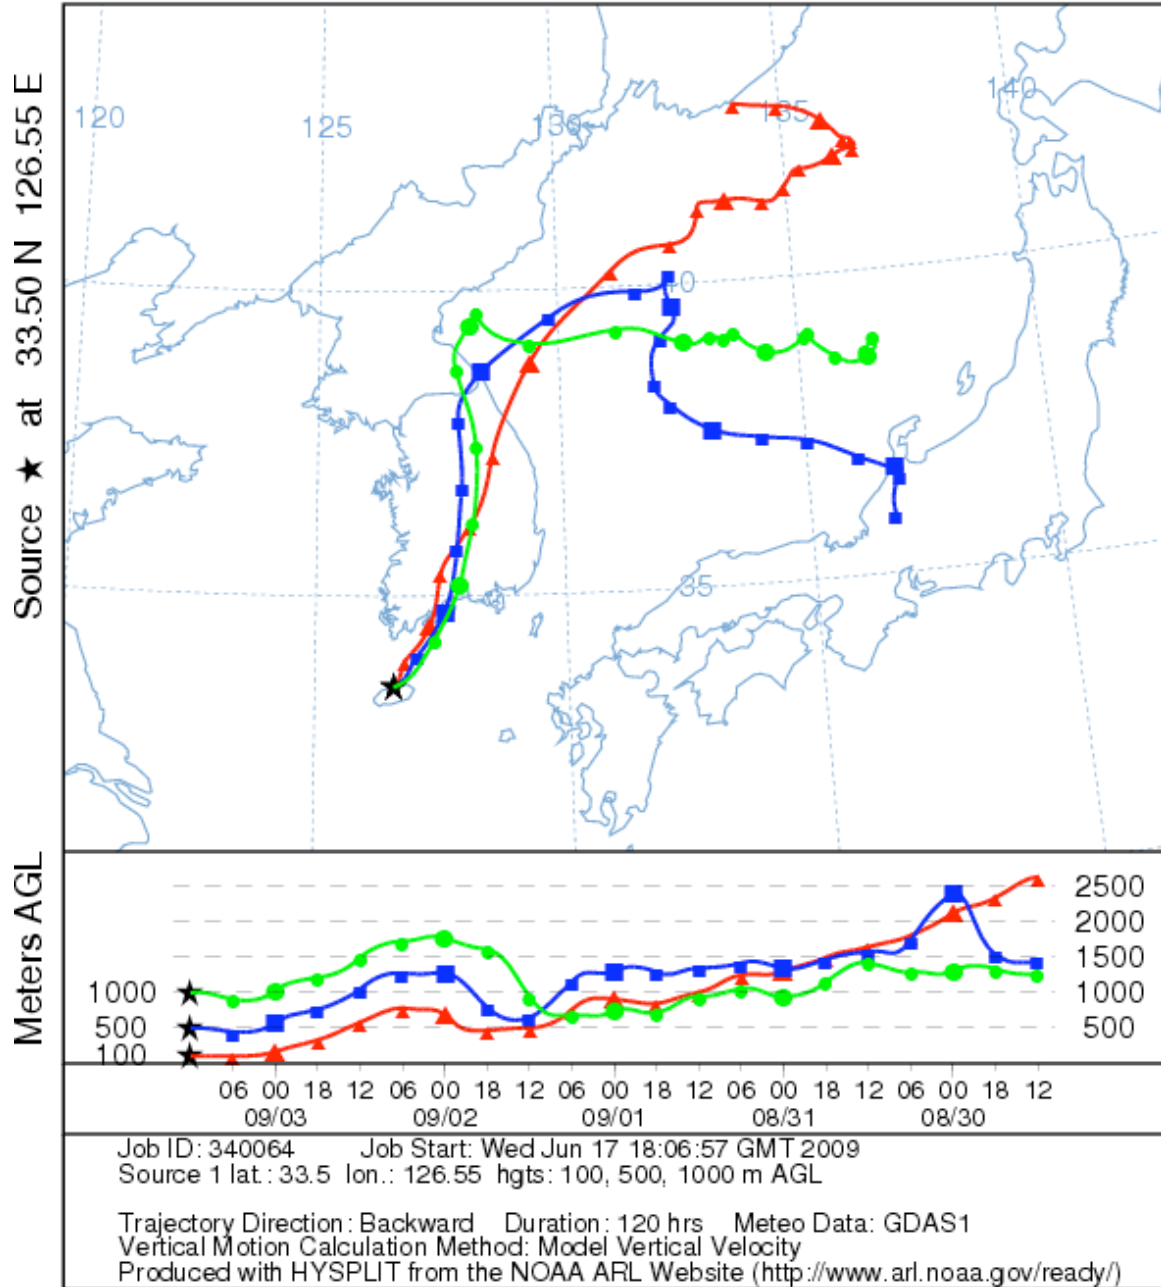 Source ★ at 33.50 N 126.55 E
120
125
130
135
140
40
35
Meters AGL
2500
2000
1500
1000
1000
500
500
100
06 00 18 12 06 00 18 12 06 00 18 12 06 00 18 12 06 00 18 12
09/03 09/02 09/01 08/31 08/30
Job ID: 340064 Job Start: Wed Jun 17 18:06:57 GMT 2009
Source 1 lat.: 33.5 lon.: 126.55 hgts: 100, 500, 1000 m AGL
Trajectory Direction: Backward Duration: 120 hrs Meteo Data: GDAS1
Vertical Motion Calculation Method: Model Vertical Velocity
Produced with HYSPLIT from the NOAA ARL Website (http://www.arl.noaa.gov/ready/)